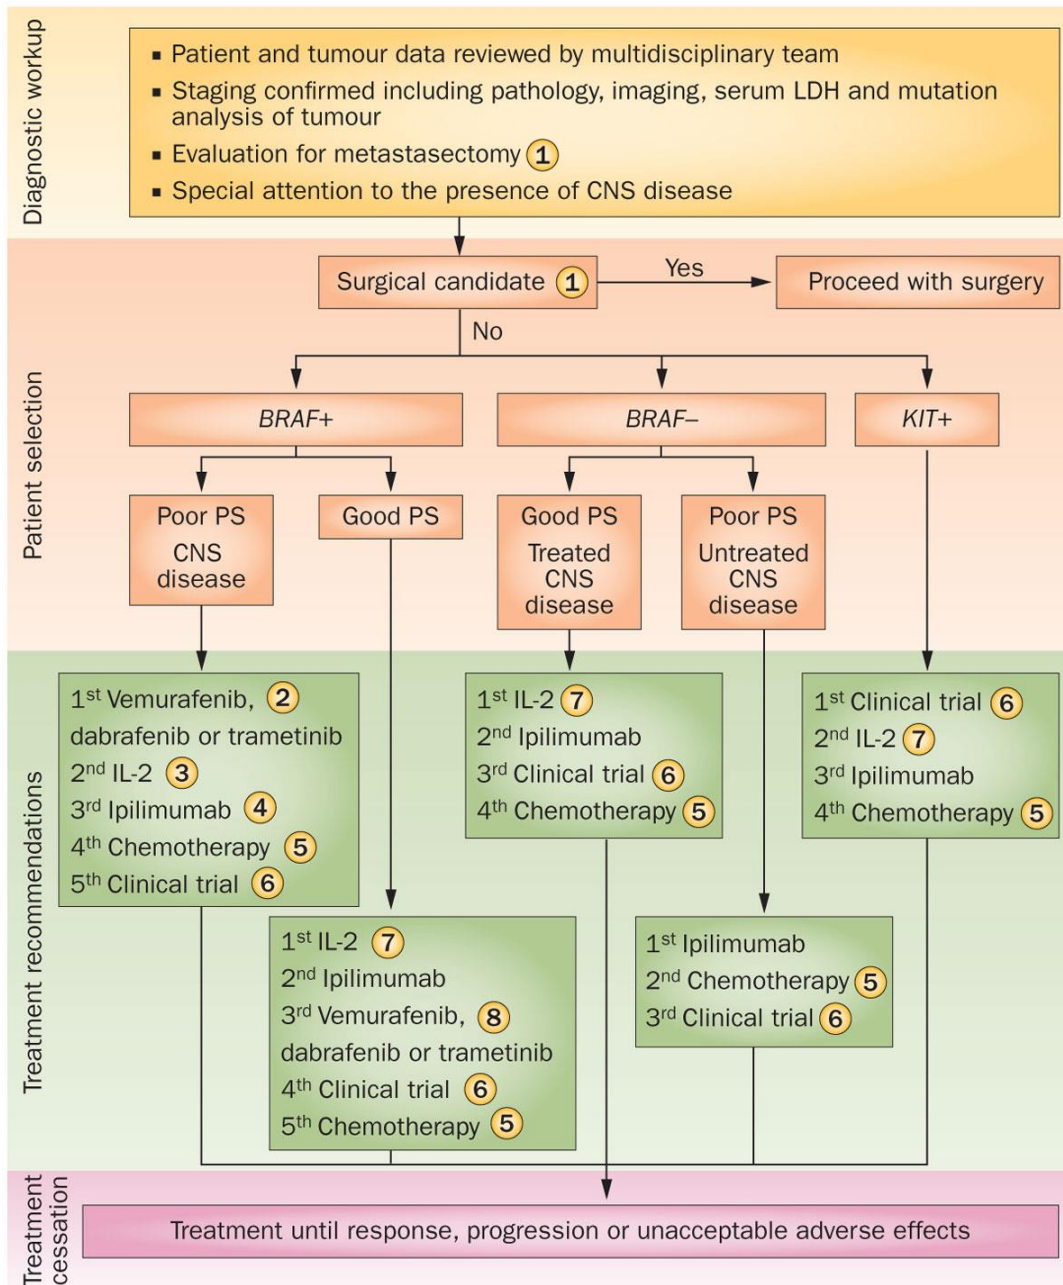 Diagnostic workup
▪ Patient and tumour data reviewed by multidisciplinary team
▪ Staging confirmed including pathology, imaging, serum LDH and mutation
analysis of tumour
▪ Evaluation for metastasectomy 1
▪ Special attention to the presence of CNS disease
Patient selection
Surgical candidate 1
Yes
Proceed with surgery
No
BRAF+
BRAF–
KIT+
Poor PS
CNS
disease
Good PS
Good PS
Treated
CNS
disease
Poor PS
Untreated
CNS
disease
Treatment recommendations
1st Vemurafenib, 2
dabrafenib or trametinib
2nd IL-2 3
3rd Ipilimumab 4
4th Chemotherapy 5
5th Clinical trial 6
1st IL-2 7
2nd Ipilimumab
3rd Vemurafenib, 8
dabrafenib or trametinib
4th Clinical trial 6
5th Chemotherapy 5
1st IL-2 7
2nd Ipilimumab
3rd Clinical trial 6
4th Chemotherapy 5
1st Ipilimumab
2nd Chemotherapy 5
3rd Clinical trial 6
1st Clinical trial 6
2nd IL-2 7
3rd Ipilimumab
4th Chemotherapy 5
Treatment
cessation
Treatment until response, progression or unacceptable adverse effects